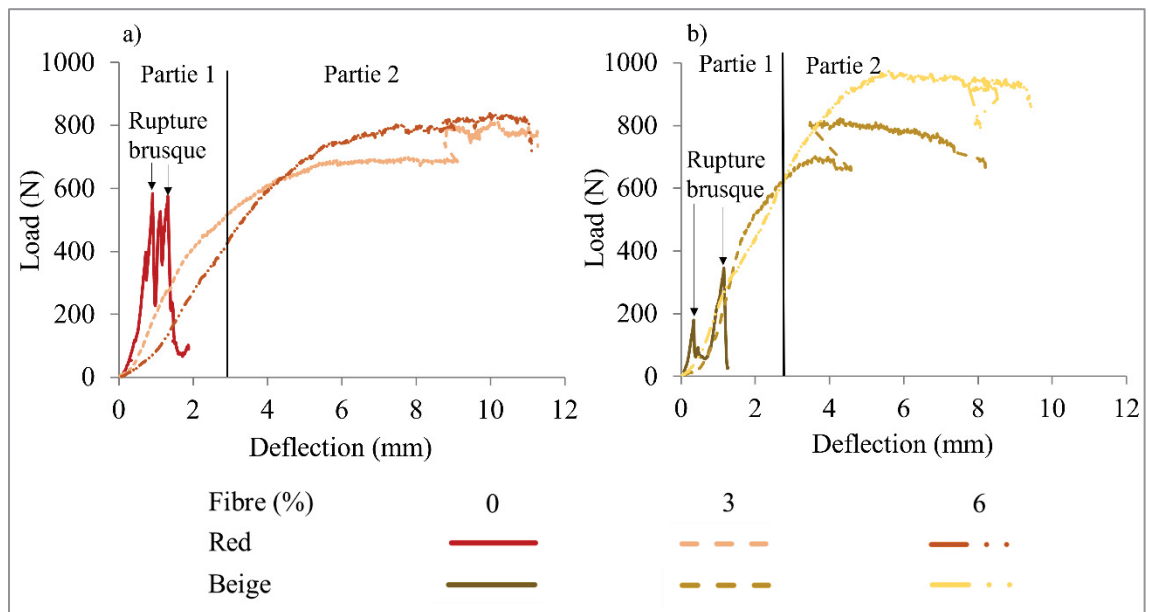 a)
1000
800
600
400
200
0
Load (N)
Partie 1
Partie 2
Rupture
brusque
0 2 4 6 8 10 12
Deflection (mm)
b)
1000
800
600
400
200
0
Load (N)
Partie 1
Partie 2
Rupture
brusque
0 2 4 6 8 10 12
Deflection (mm)
Fibre (%) 0 3 6
Red
Beige